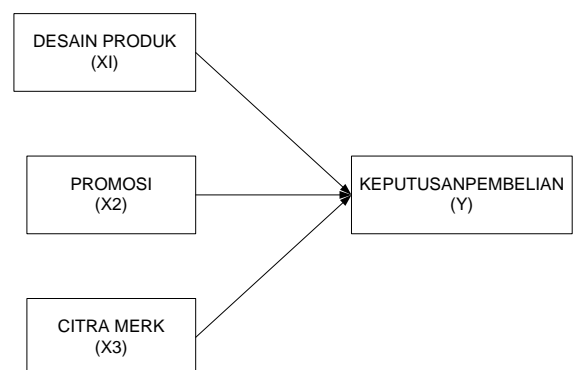 DESAIN PRODUK
(XI)
PROMOSI
(X2)
KEPUTUSANPEMBELIAN
(Y)
CITRA MERK
(X3)